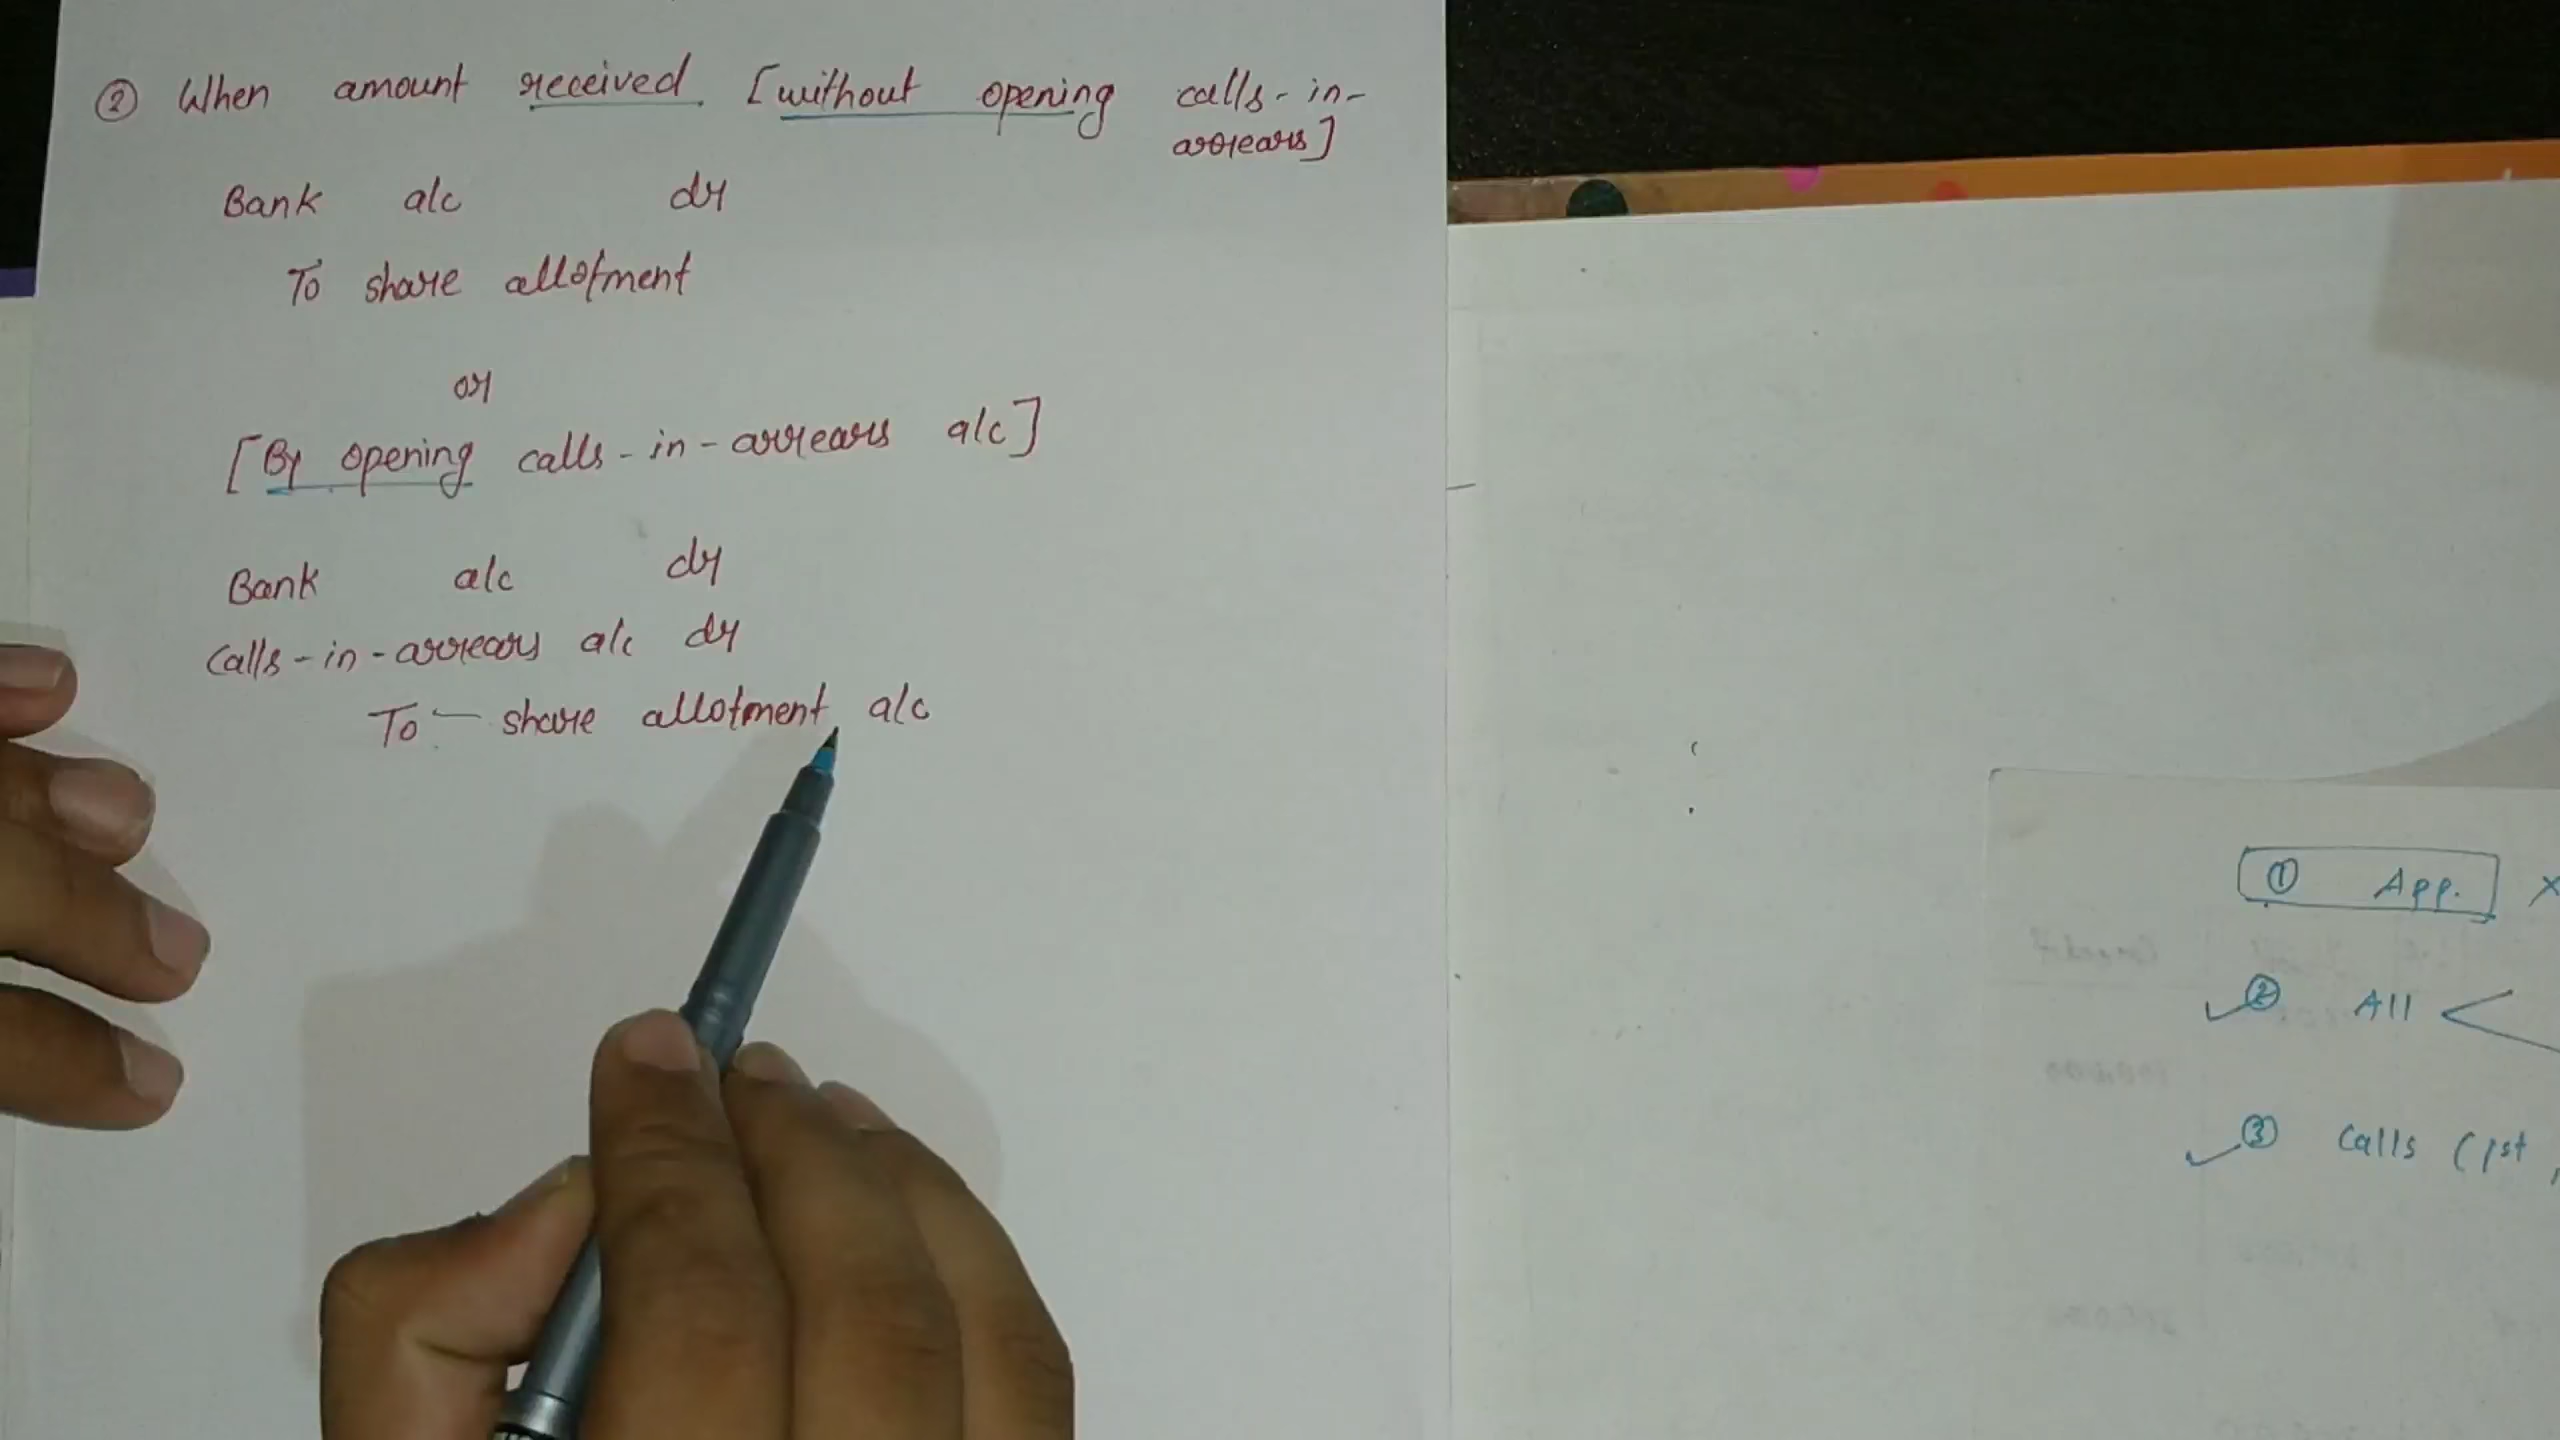 ② When amount received [without opening calls-in-
arrears]
Bank a/c dr
To share allotment
or
[By opening calls-in-arrears a/c]
Bank a/c dr
Calls-in-arrears a/c dr
To share allotment a/c
① App. X
② All
③ Calls (1st,